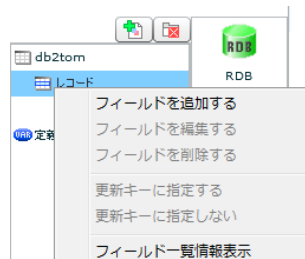 RDB
db2tom
レコード
RDB
フィールドを追加する
VAR
フィールドを編集する
フィールドを削除する
更新キーに指定する
更新キーに指定しない
フィールド一覧情報表示